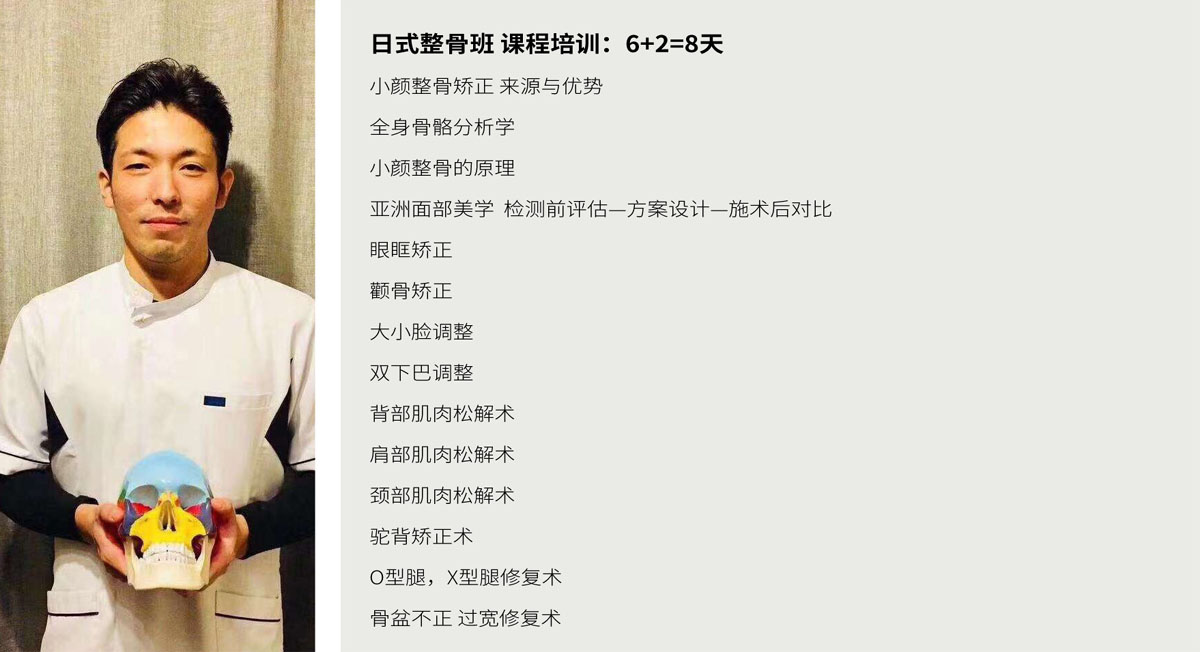 日式整骨班 课程培训：6+2=8天
小颜整骨矫正 来源与优势
全身骨骼分析学
小颜整骨的原理
亚洲面部美学 检测前评估—方案设计—施术后对比
眼眶矫正
颧骨矫正
大小脸调整
双下巴调整
背部肌肉松解术
肩部肌肉松解术
颈部肌肉松解术
驼背矫正术
O型腿，X型腿修复术
骨盆不正 过宽修复术